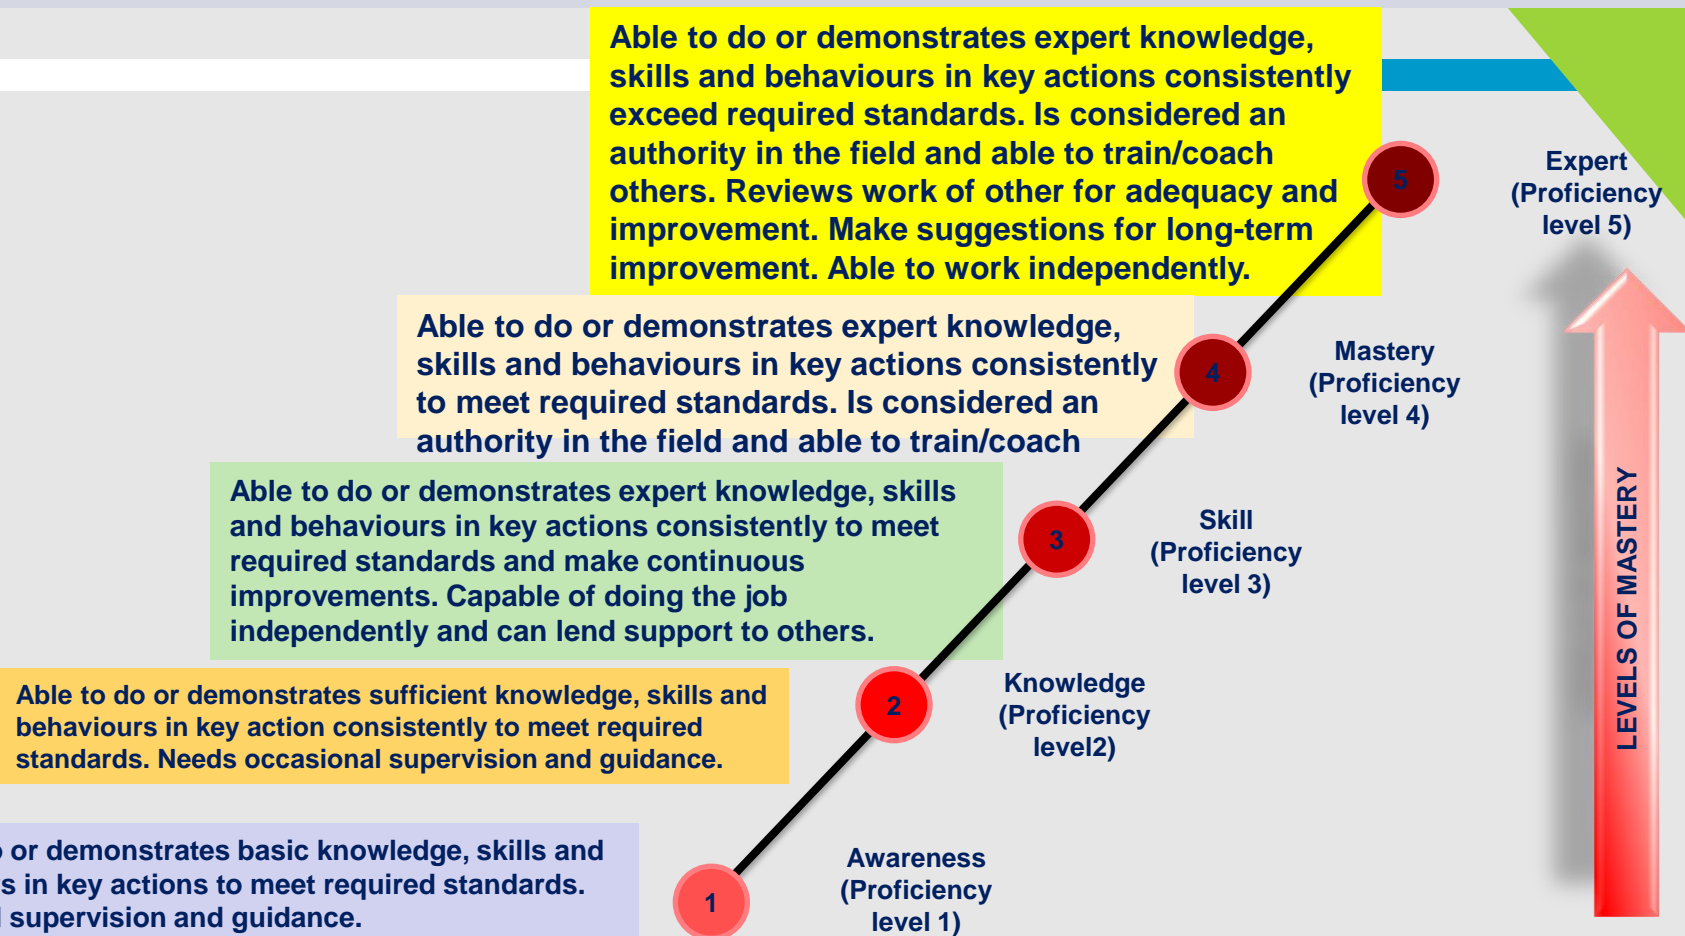 Able to do or demonstrates expert knowledge,
skills and behaviours in key actions consistently
exceed required standards. Is considered an
authority in the field and able to train/coach
others. Reviews work of other for adequacy and
improvement. Make suggestions for long-term
improvement. Able to work independently.
5
Expert
(Proficiency
level 5)
Able to do or demonstrates expert knowledge,
skills and behaviours in key actions consistently
to meet required standards. Is considered an
authority in the field and able to train/coach
4
Mastery
(Proficiency
level 4)
Able to do or demonstrates expert knowledge, skills
and behaviours in key actions consistently to meet
required standards and make continuous
improvements. Capable of doing the job
independently and can lend support to others.
3
Skill
(Proficiency
level 3)
Able to do or demonstrates sufficient knowledge, skills and
behaviours in key action consistently to meet required
standards. Needs occasional supervision and guidance.
2
Knowledge
(Proficiency
level2)
or demonstrates basic knowledge, skills and
in key actions to meet required standards.
supervision and guidance.
1
Awareness
(Proficiency
level 1)
LEVELS OF MASTERY